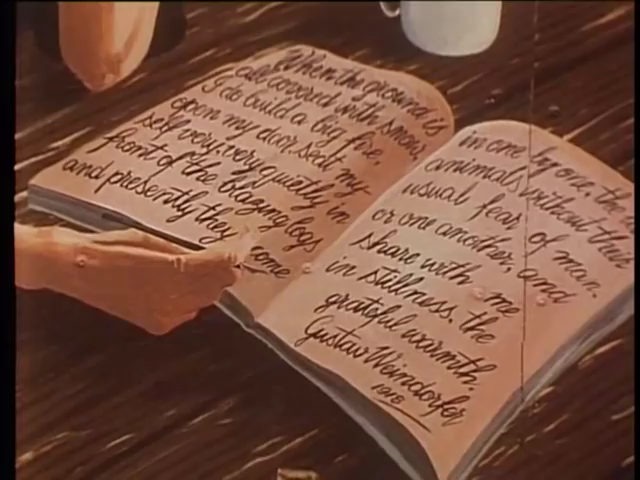 When the ground is
all covered with snow,
I do build a big fire,
open my door, seat my
self very, very quietly in
front of the blazing logs
and presently they come
in one by one, the
animals without their
usual fear of man,
or one another, and
share with me
in stillness, the
grateful warmth.
Gustav Weindorfer
1918